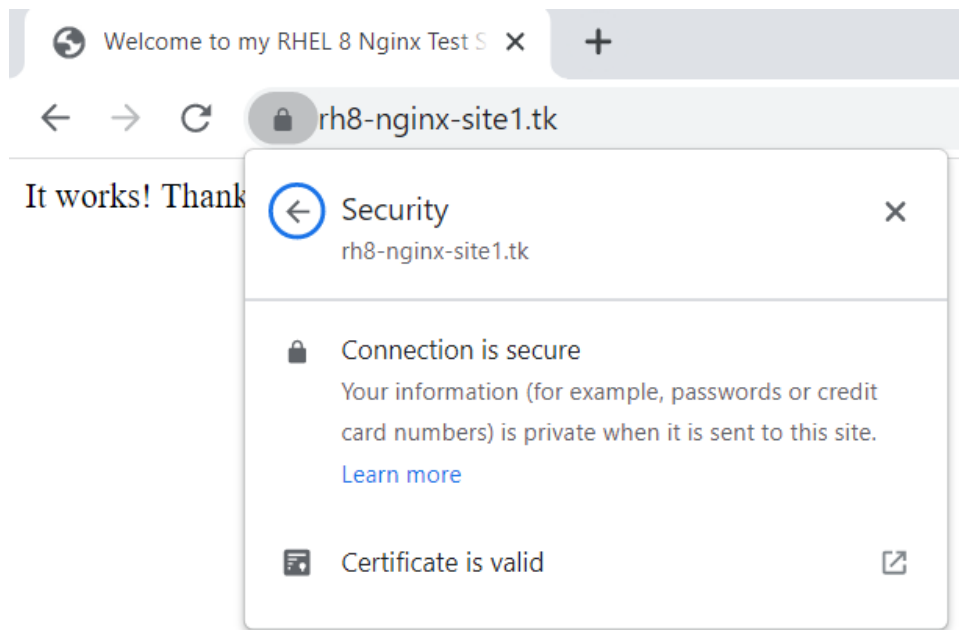 Welcome to my RHEL 8 Nginx Test S
rh8-nginx-site1.tk
It works! Thank
Security
rh8-nginx-site1.tk
Connection is secure
Your information (for example, passwords or credit
card numbers) is private when it is sent to this site.
Learn more
Certificate is valid